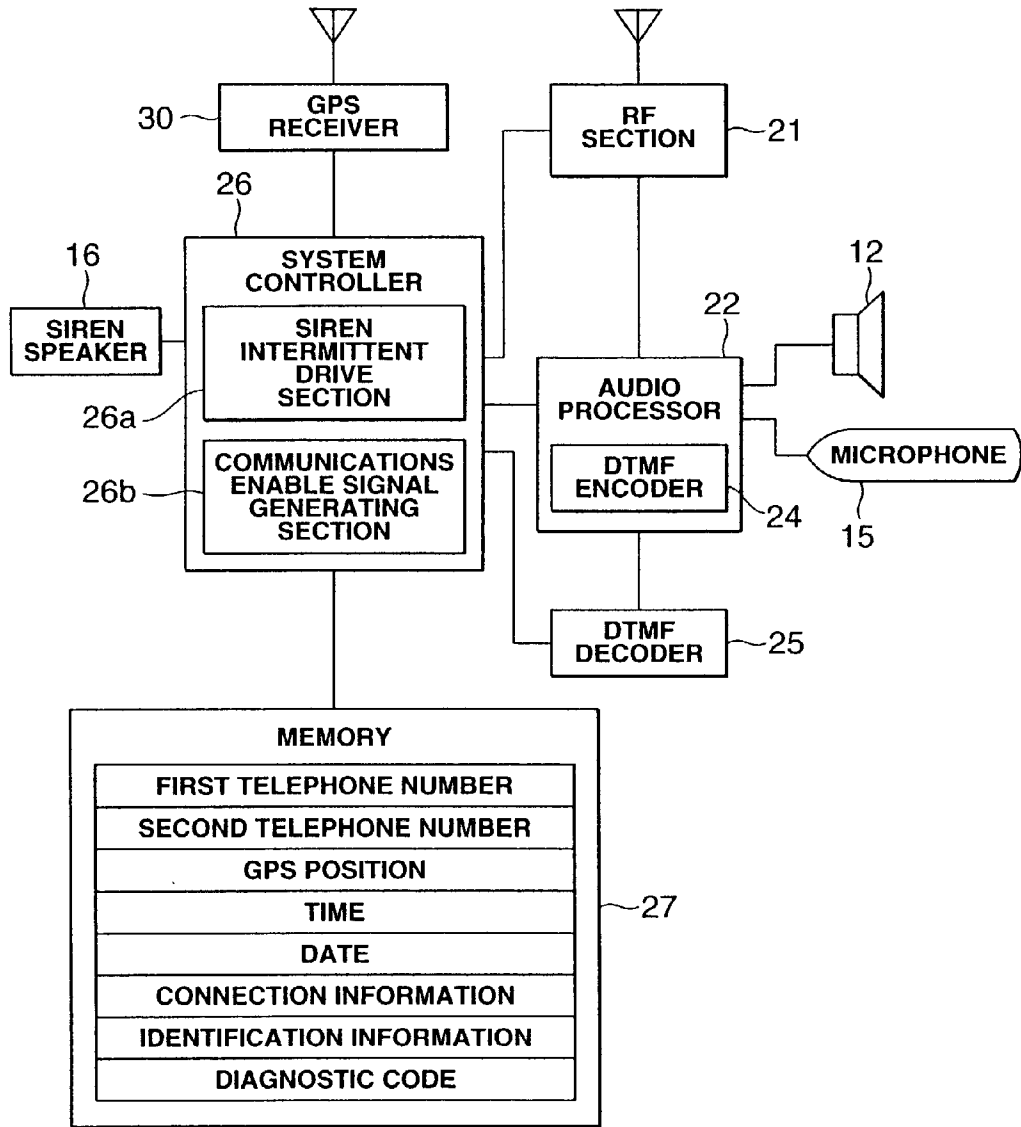 GPS
RECEIVER
30
RF
SECTION
21
26
SYSTEM
CONTROLLER
16
SIREN
SPEAKER
SIREN
INTERMITTENT
DRIVE
SECTION
26a
COMMUNICATIONS
ENABLE SIGNAL
GENERATING
SECTION
26b
22
AUDIO
PROCESSOR
DTMF
ENCODER
24
12
MICROPHONE
15
DTMF
DECODER
25
MEMORY
FIRST TELEPHONE NUMBER
SECOND TELEPHONE NUMBER
GPS POSITION
TIME
DATE
CONNECTION INFORMATION
IDENTIFICATION INFORMATION
DIAGNOSTIC CODE
27